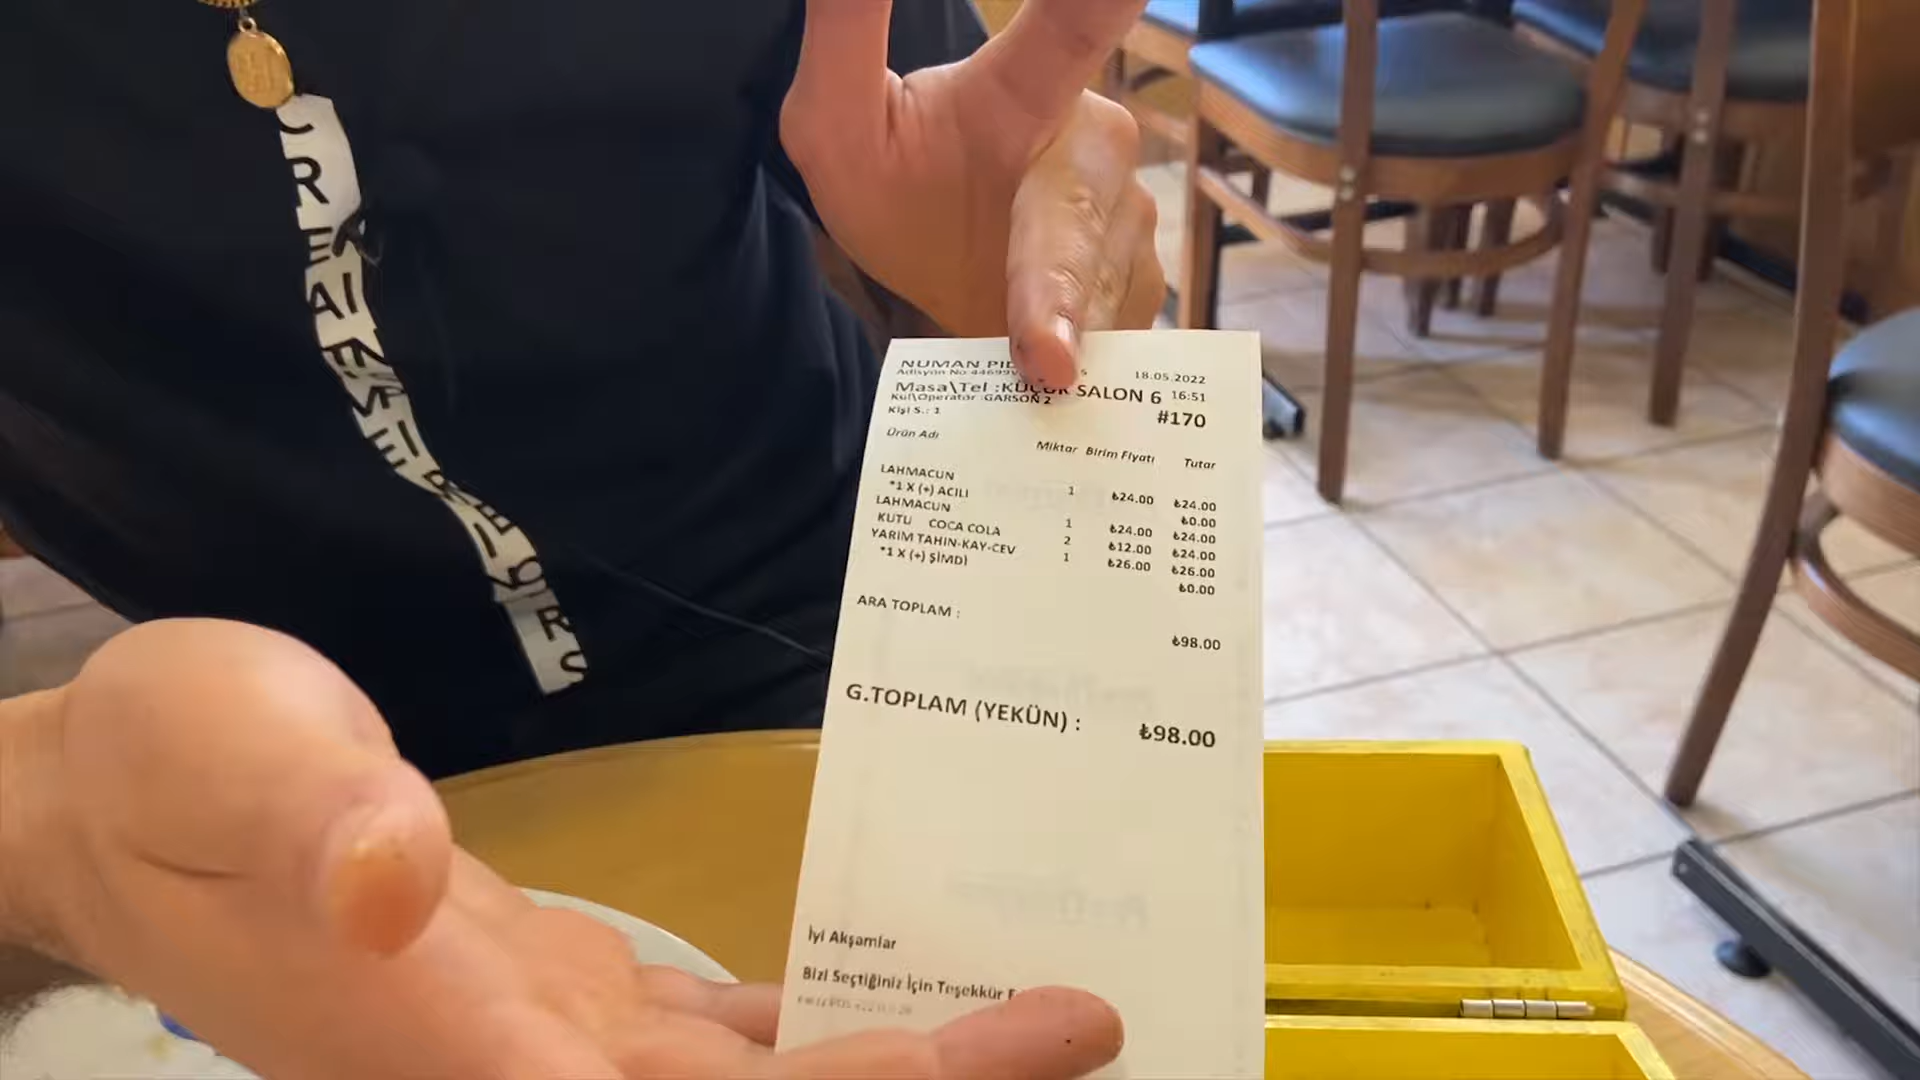 NUMAN
18.05.2022
Adisyon No
Masa\Tel : KÜÇÜK SALON 6 16:51
Kul\Operatör :GARSON 2
#170
Kişi S.: 1
Ürün Adı Miktar Birim Fiyatı Tutar
LAHMACUN 1 ₺24.00 ₺24.00
*1 X (+) ACILI ₺0.00
LAHMACUN 1 ₺24.00 ₺24.00
KUTU COCA COLA 2 ₺12.00 ₺24.00
YARIM TAHIN-KAY-CEV 1 ₺26.00 ₺26.00
*1 X (+) ŞİMDİ ₺0.00
ARA TOPLAM :
₺98.00
G.TOPLAM (YEKÜN) : ₺98.00
İyi Akşamlar
Bizi Seçtiğiniz İçin Teşekkür